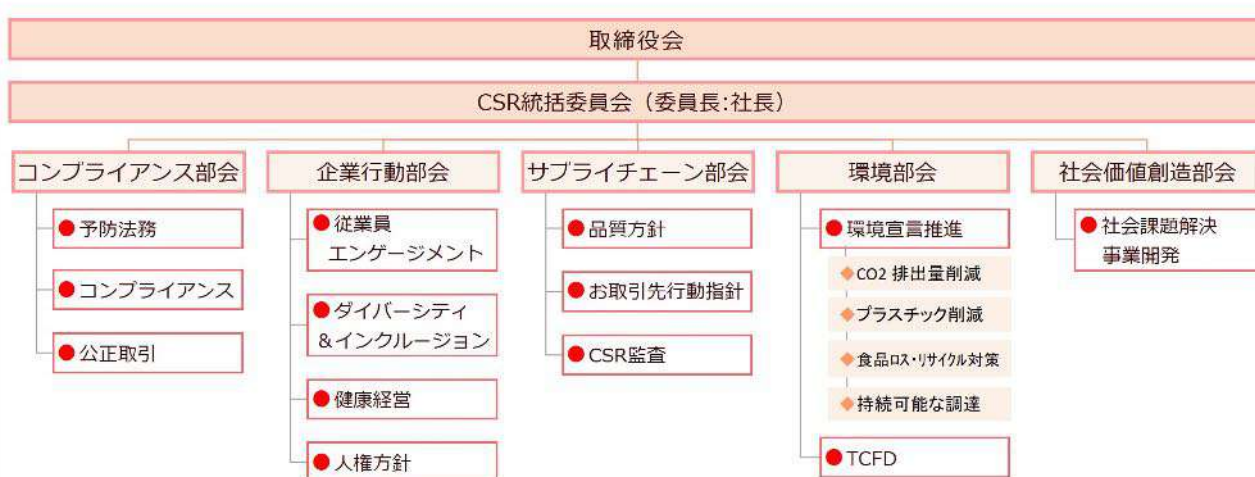 取締役会
CSR統括委員会（委員長:社長）
コンプライアンス部会
予防法務
コンプライアンス
公正取引
企業行動部会
従業員
エンゲージメント
ダイバーシティ
＆インクルージョン
健康経営
人権方針
サプライチェーン部会
品質方針
お取引先行動指針
CSR監査
環境部会
環境宣言推進
CO2 排出量削減
プラスチック削減
食品ロス・リサイクル対策
持続可能な調達
TCFD
社会価値創造部会
社会課題解決
事業開発